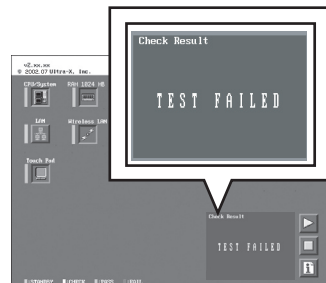 Check Result
TEST FAILED
v2.xx.xx
© 2002,07 Ultra-X, Inc.
CPU/System
RAM 1024 MB
LAN
Wireless LAN
Touch Pad
Check Result
TEST FAILED